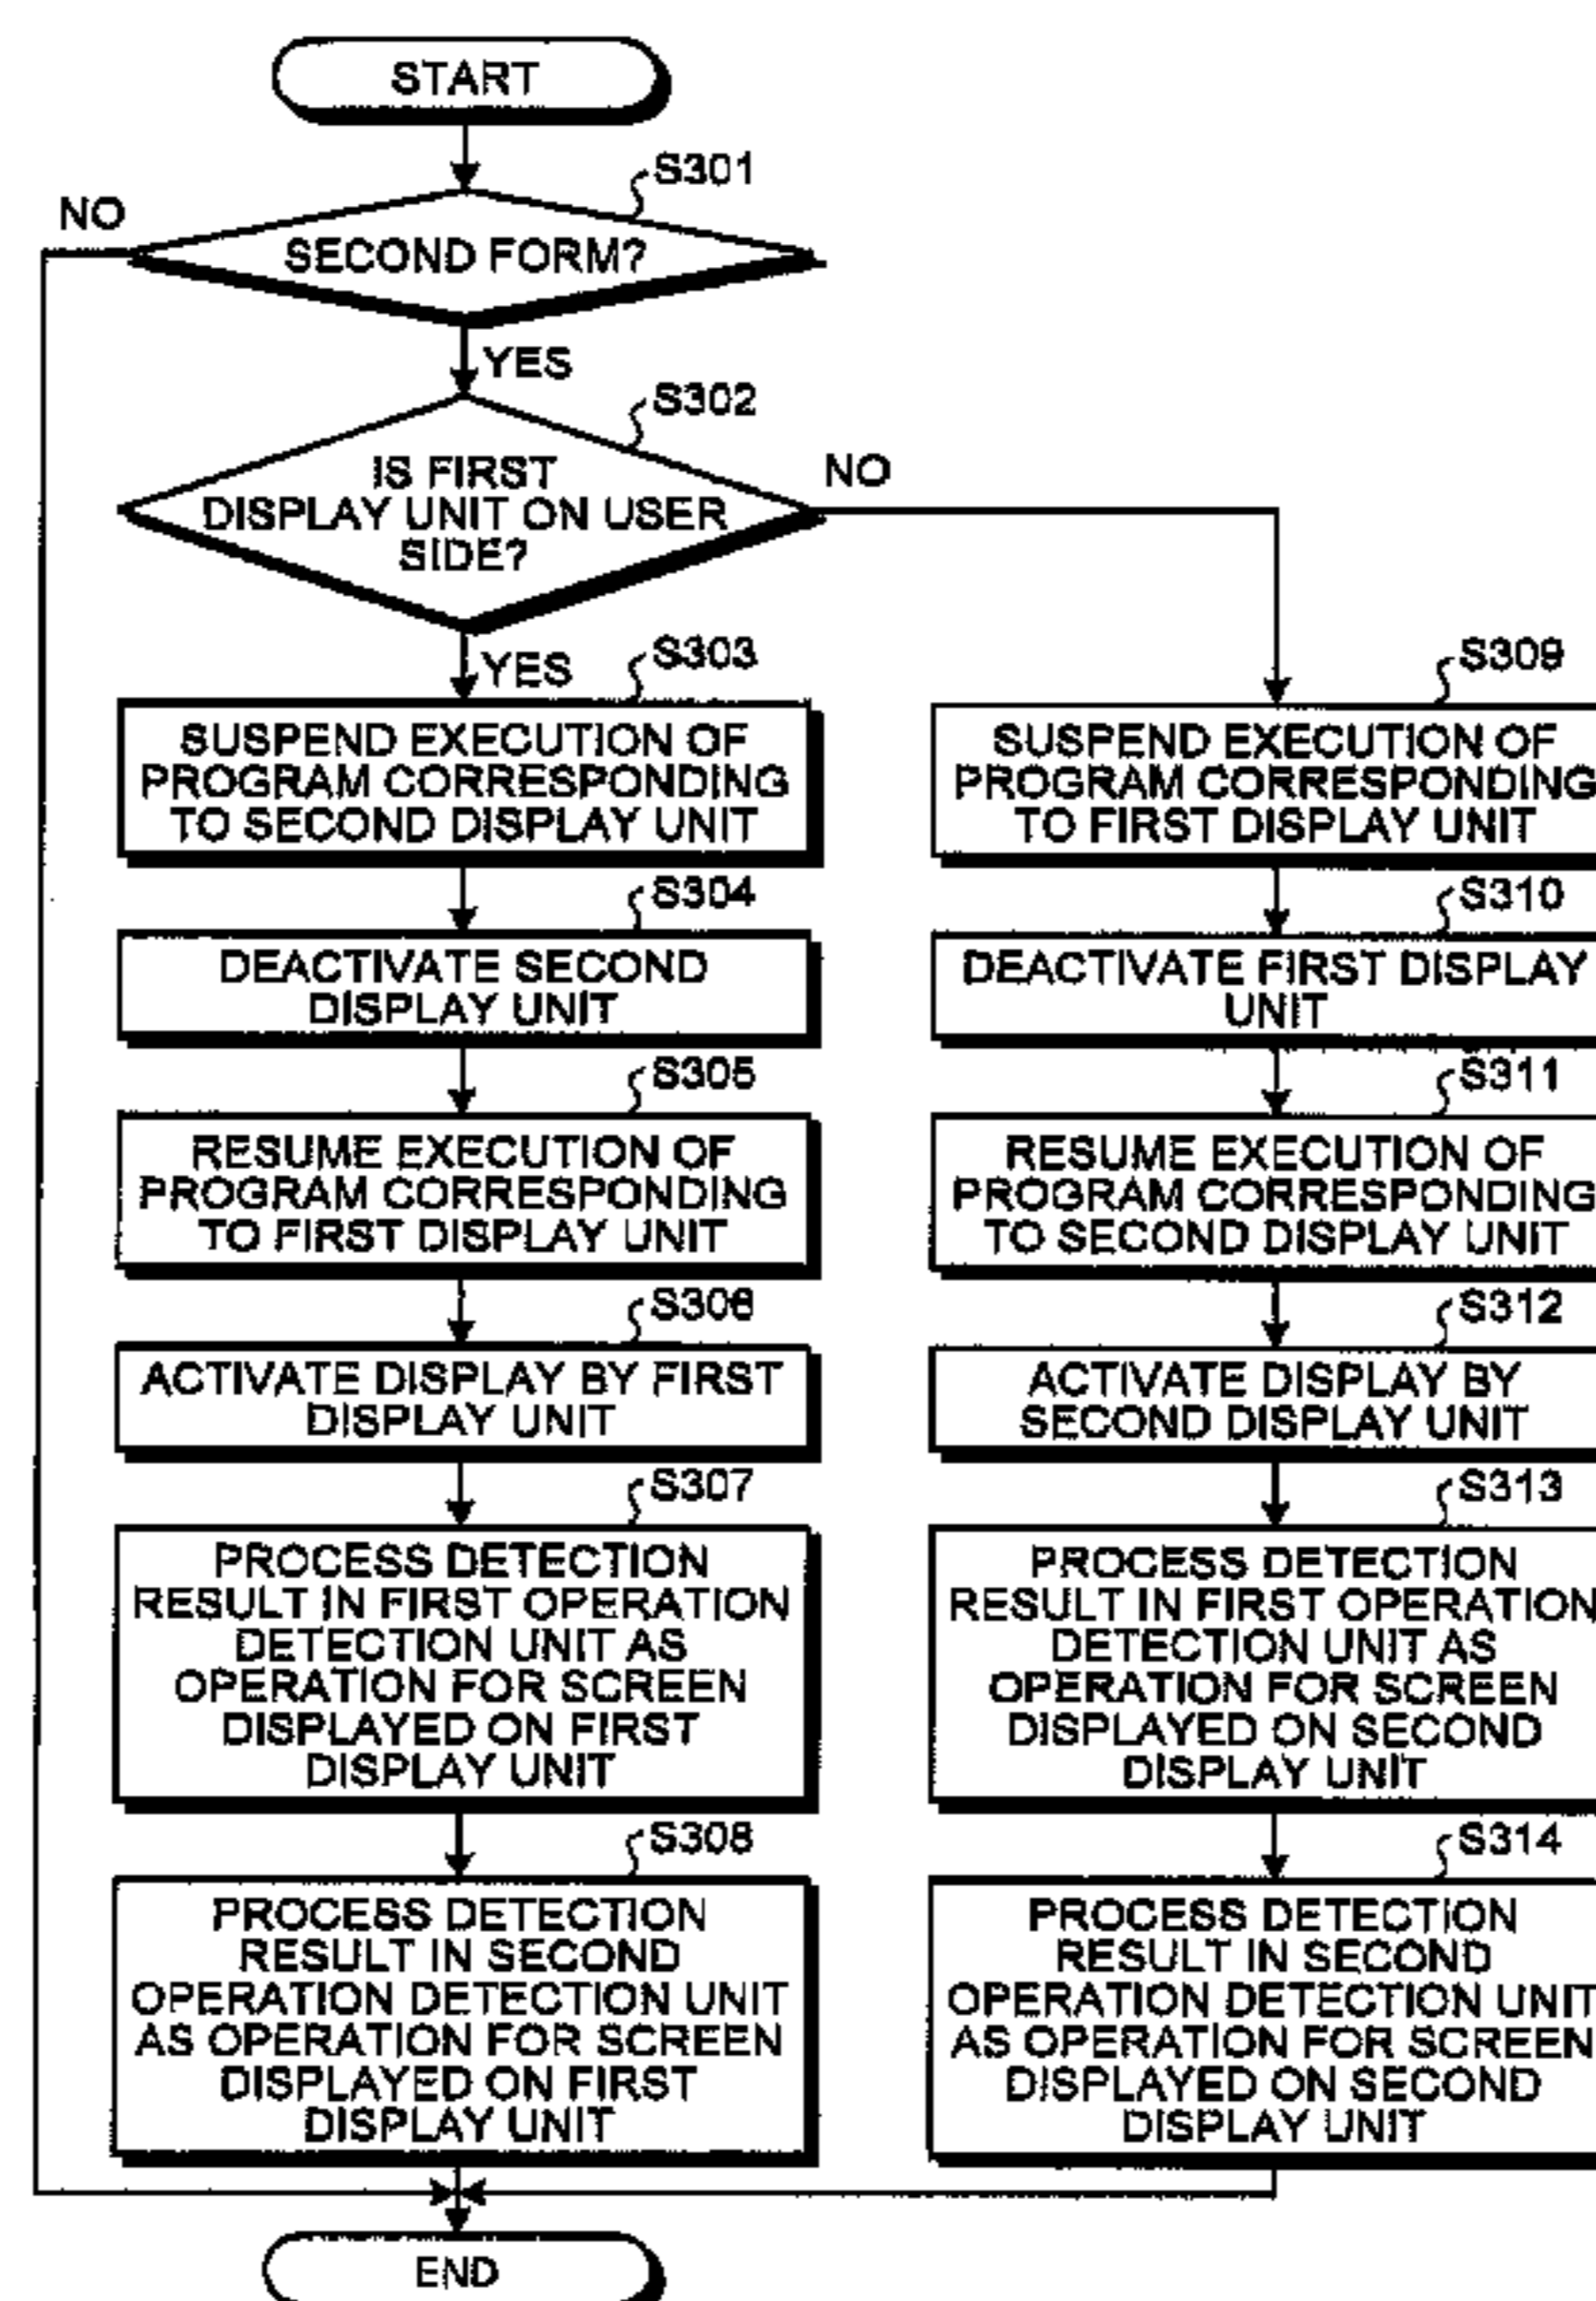 START
S301
NO
SECOND FORM?
YES
S302
IS FIRST
DISPLAY UNIT ON USER
SIDE?
NO
YES
S303
SUSPEND EXECUTION OF
PROGRAM CORRESPONDING
TO SECOND DISPLAY UNIT
S304
DEACTIVATE SECOND
DISPLAY UNIT
S305
RESUME EXECUTION OF
PROGRAM CORRESPONDING
TO FIRST DISPLAY UNIT
S306
ACTIVATE DISPLAY BY FIRST
DISPLAY UNIT
S307
PROCESS DETECTION
RESULT IN FIRST OPERATION
DETECTION UNIT AS
OPERATION FOR SCREEN
DISPLAYED ON FIRST
DISPLAY UNIT
S308
PROCESS DETECTION
RESULT IN SECOND
OPERATION DETECTION UNIT
AS OPERATION FOR SCREEN
DISPLAYED ON FIRST
DISPLAY UNIT
S309
SUSPEND EXECUTION OF
PROGRAM CORRESPONDING
TO FIRST DISPLAY UNIT
S310
DEACTIVATE FIRST DISPLAY
UNIT
S311
RESUME EXECUTION OF
PROGRAM CORRESPONDING
TO SECOND DISPLAY UNIT
S312
ACTIVATE DISPLAY BY
SECOND DISPLAY UNIT
S313
PROCESS DETECTION
RESULT IN FIRST OPERATION
DETECTION UNIT AS
OPERATION FOR SCREEN
DISPLAYED ON SECOND
DISPLAY UNIT
S314
PROCESS DETECTION
RESULT IN SECOND
OPERATION DETECTION UNIT
AS OPERATION FOR SCREEN
DISPLAYED ON SECOND
DISPLAY UNIT
END